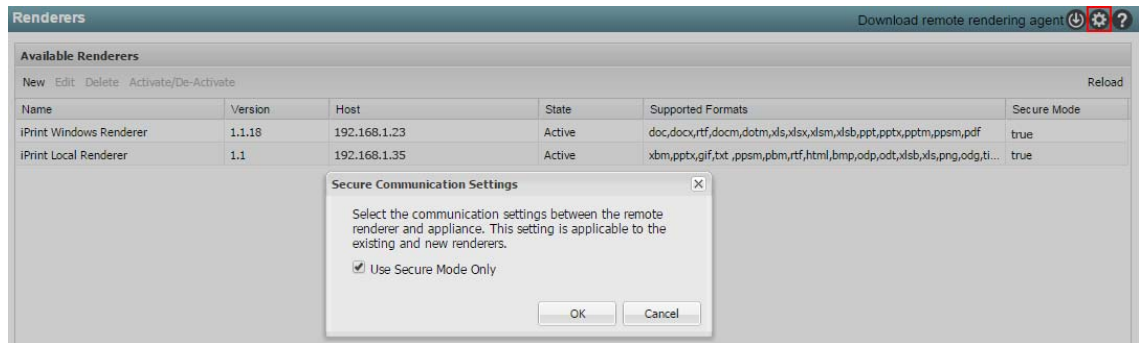 Renderers
Download remote rendering agent
Available Renderers
New Edit Delete Activate/De-Activate Reload
Name Version Host State Supported Formats Secure Mode
iPrint Windows Renderer 1.1.18 192.168.1.23 Active doc,docx,rtf,docm,dotm,xls,xlsx,xlsm,xlsb,ppt,pptx,pptm,ppsm,pdf true
iPrint Local Renderer 1.1 192.168.1.35 Active xbm,pptx,gif,txt ,ppsm,pbm,rtf,html,bmp,odp,odt,xlsb,xls,png,odg,ti... true
Secure Communication Settings
Select the communication settings between the remote
renderer and appliance. This setting is applicable to the
existing and new renderers.
Use Secure Mode Only
OK Cancel